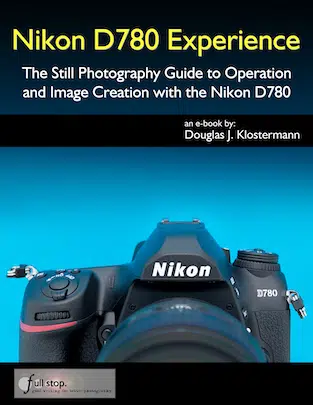 Nikon D780 Experience
The Still Photography Guide to Operation
and Image Creation with the Nikon D780
an e-book by:
Douglas J. Klostermann
Nikon
D780
full stop.